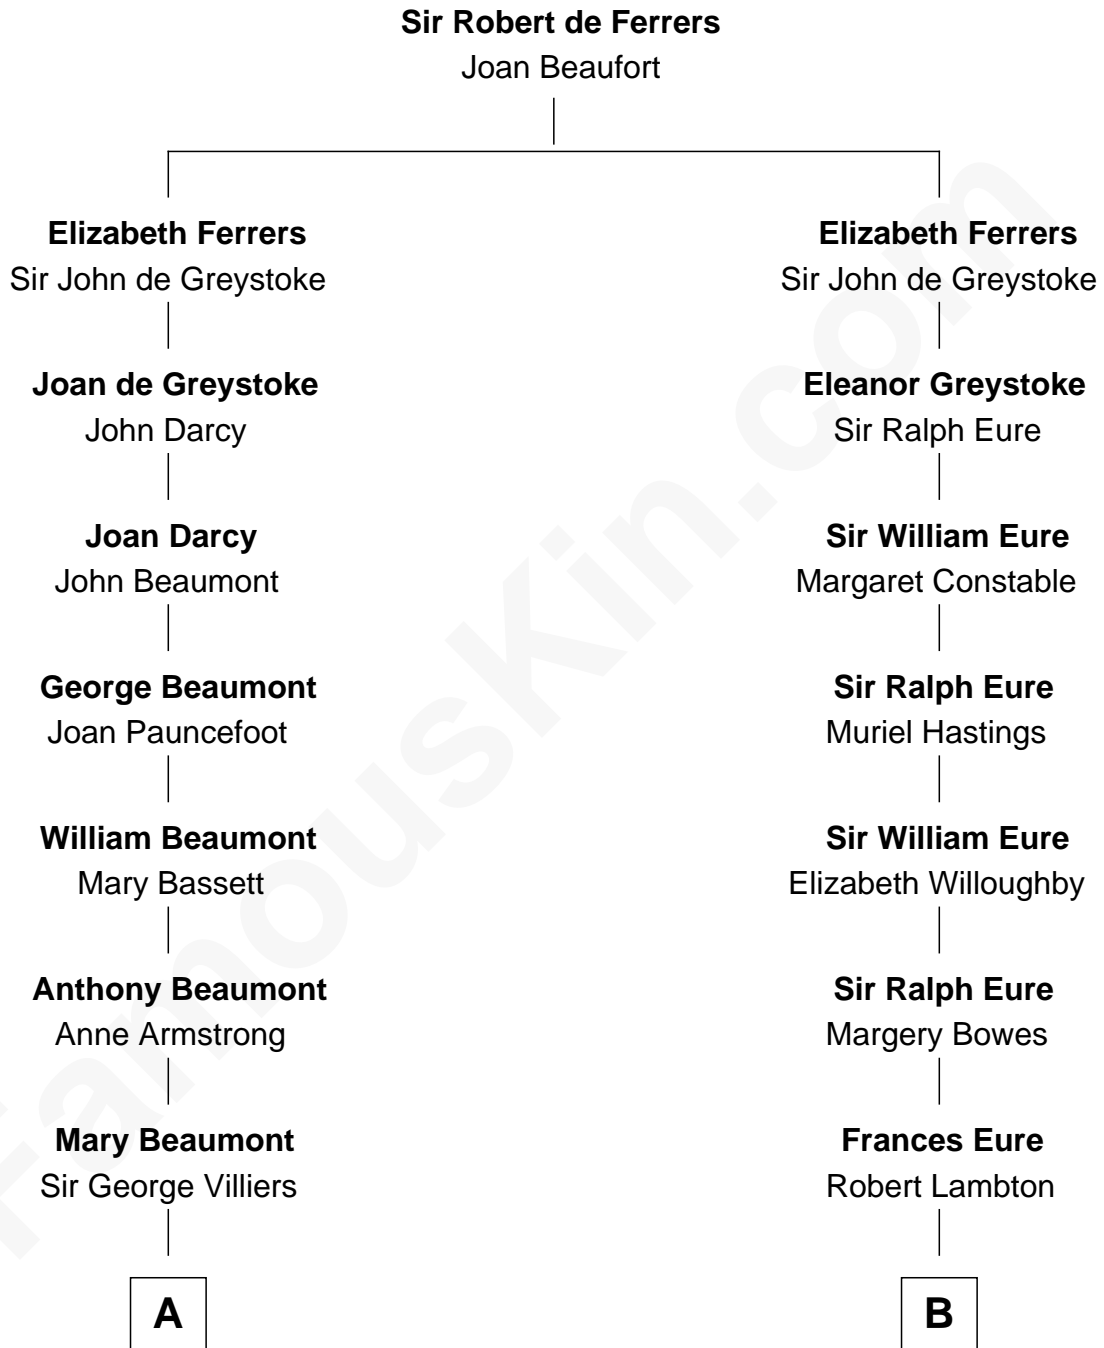 Sir Robert de Ferrers
Joan Beaufort
Elizabeth Ferrers
Sir John de Greystoke
Elizabeth Ferrers
Sir John de Greystoke
Joan de Greystoke
John Darcy
Eleanor Greystoke
Sir Ralph Eure
Joan Darcy
John Beaumont
Sir William Eure
Margaret Constable
George Beaumont
Joan Pauncefoot
Sir Ralph Eure
Muriel Hastings
William Beaumont
Mary Bassett
Sir William Eure
Elizabeth Willoughby
Anthony Beaumont
Anne Armstrong
Sir Ralph Eure
Margery Bowes
Mary Beaumont
Sir George Villiers
Frances Eure
Robert Lambton
A
B
FamousKin.com